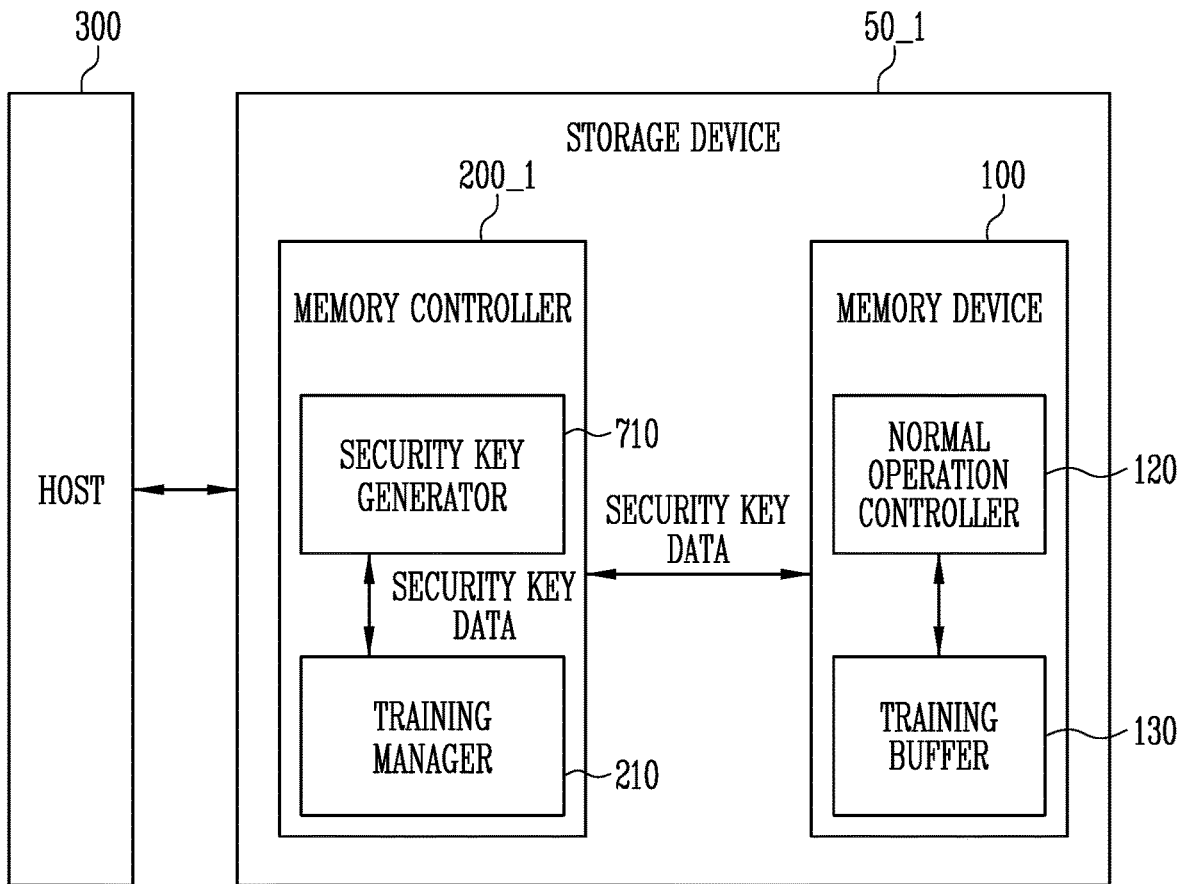 300
50_1
STORAGE DEVICE
200_1
100
MEMORY CONTROLLER
MEMORY DEVICE
SECURITY KEY
GENERATOR
710
NORMAL
OPERATION
CONTROLLER
120
HOST
SECURITY KEY
DATA
SECURITY KEY
DATA
TRAINING
MANAGER
210
TRAINING
BUFFER
130